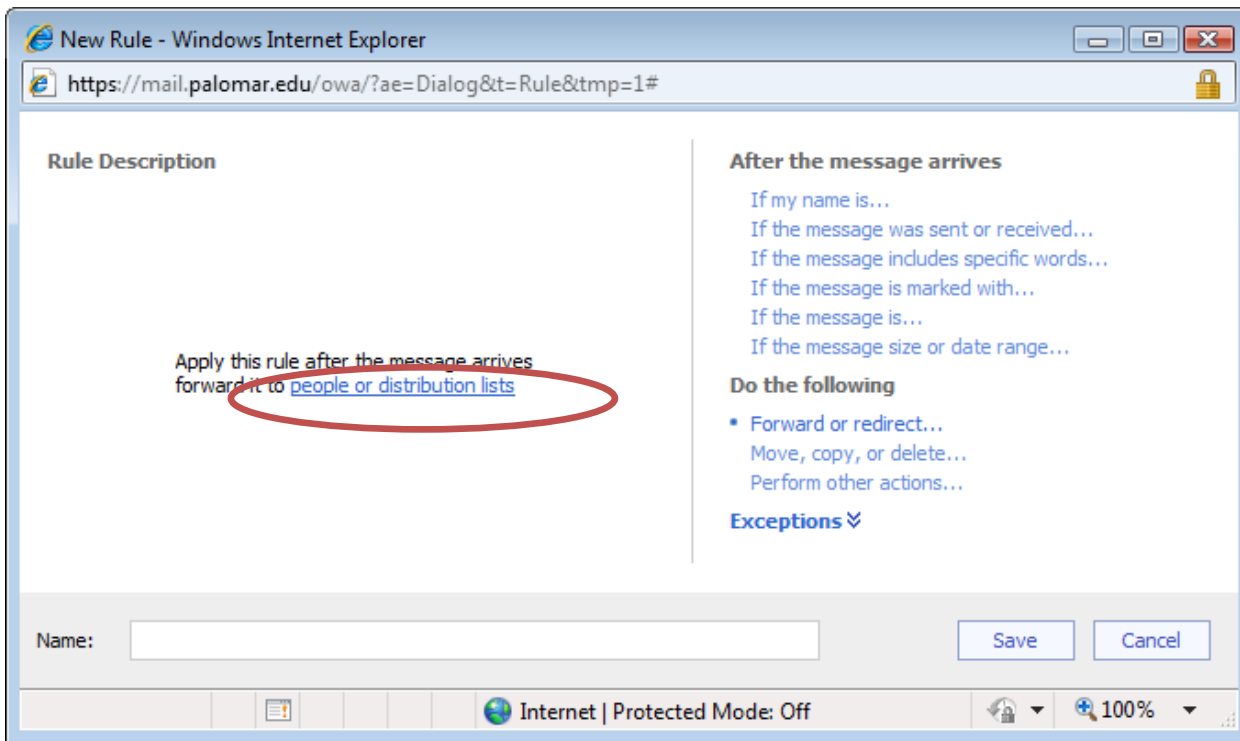 New Rule - Windows Internet Explorer
https://mail.palomar.edu/owa/?ae=Dialog&t=Rule&tmp=1#
Rule Description
Apply this rule after the message arrives
forward it to people or distribution lists
After the message arrives
If my name is...
If the message was sent or received...
If the message includes specific words...
If the message is marked with...
If the message is...
If the message size or date range...
Do the following
Forward or redirect...
Move, copy, or delete...
Perform other actions...
Exceptions
Name:
Save
Cancel
Internet | Protected Mode: Off
100%